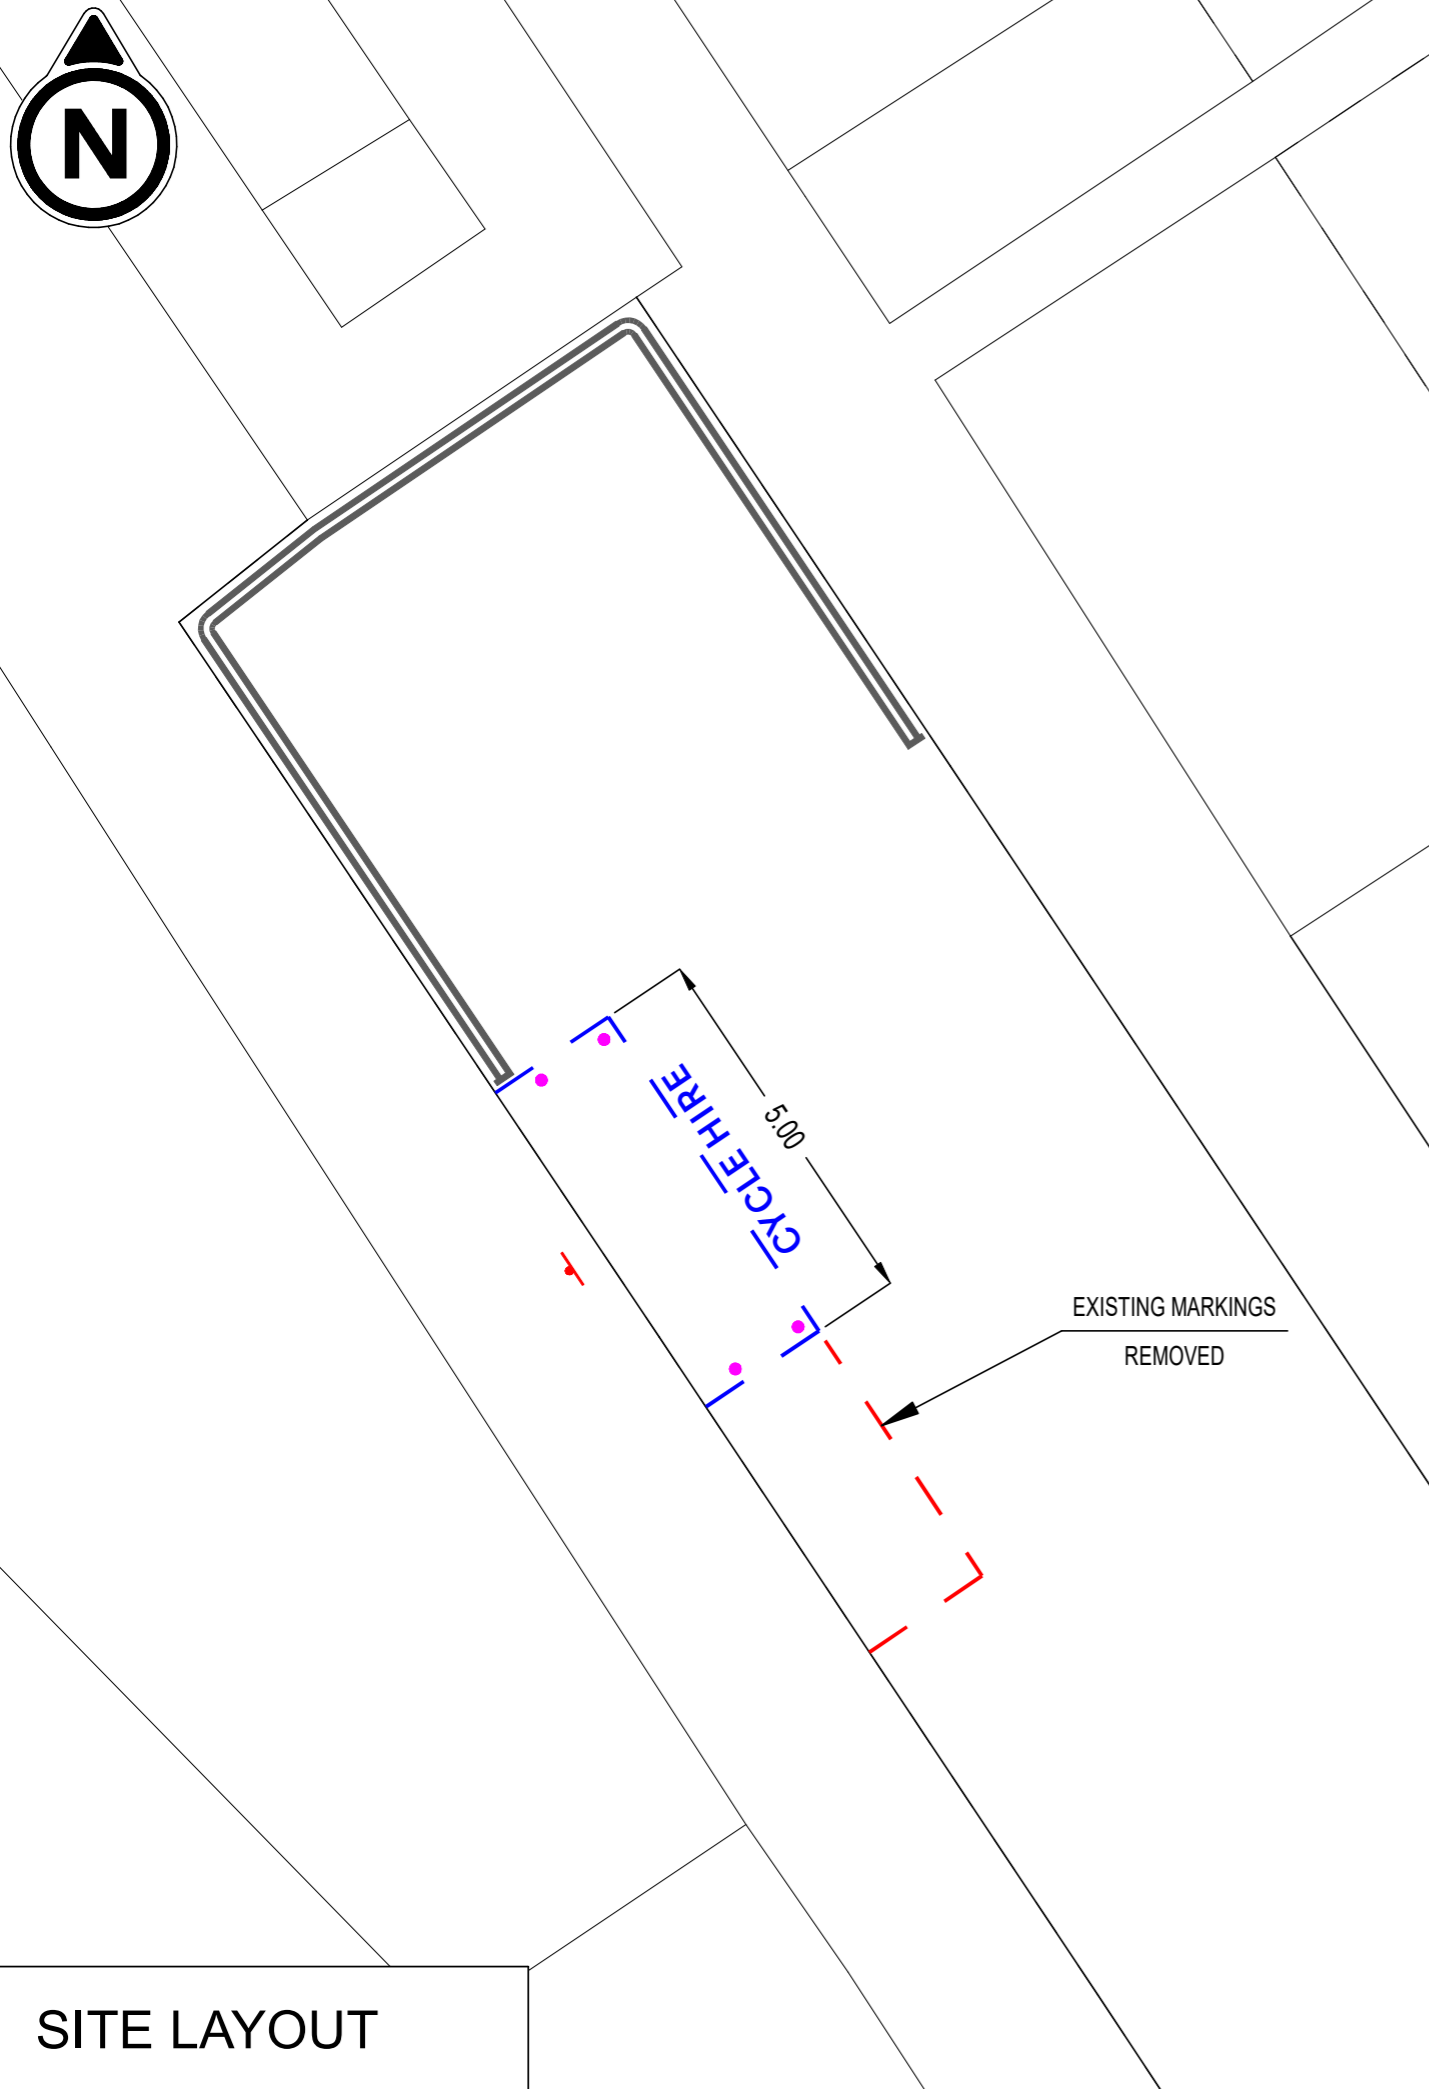 N
CYCLE HIRE
5.00
EXISTING MARKINGS
REMOVED
SITE LAYOUT